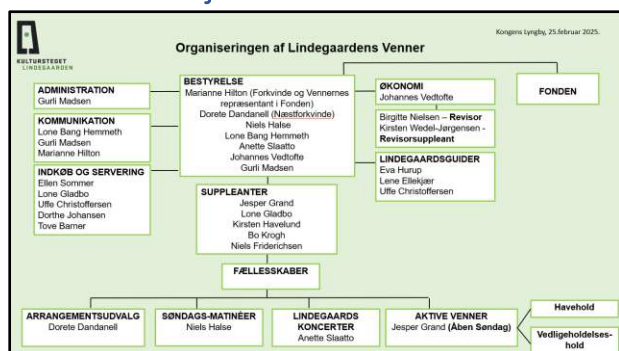 Kongens Lyngby, 25.februar 2025.
KULTURSTEDET
LINDEGAARDEN
Organiseringen af Lindegaardens Venner
ADMINISTRATION
Gurli Madsen
KOMMUNIKATION
Lone Bang Hemmeth
Gurli Madsen
Marianne Hilton
INDKØB OG SERVERING
Ellen Sommer
Lone Gladbo
Uffe Christoffersen
Dorthe Johansen
Tove Barner
BESTYRELSE
Marianne Hilton (Forkvinde og Vennernes
repræsentant i Fonden)
Dorete Dandanell (Næstforkvinde)
Niels Halse
Lone Bang Hemmeth
Anette Slaatto
Johannes Vedtofte
Gurli Madsen
SUPPLEANTER
Jesper Grand
Lone Gladbo
Kirsten Havelund
Bo Krogh
Niels Friderichsen
ØKONOMI
Johannes Vedtofte
Birgitte Nielsen – Revisor
Kirsten Wedel-Jørgensen -
Revisorsuppleant
LINDEGAARDSGUIDER
Eva Hurup
Lene Ellekjær
Uffe Christoffersen
FONDEN
FÆLLESSKABER
ARRANGEMENTSUDVALG
Dorete Dandanell
SØNDAGS-MATINÉER
Niels Halse
LINDEGAARDS
KONCERTER
Anette Slaatto
AKTIVE VENNER
Jesper Grand (Åben Søndag)
Havehold
Vedligeholdelses-
hold